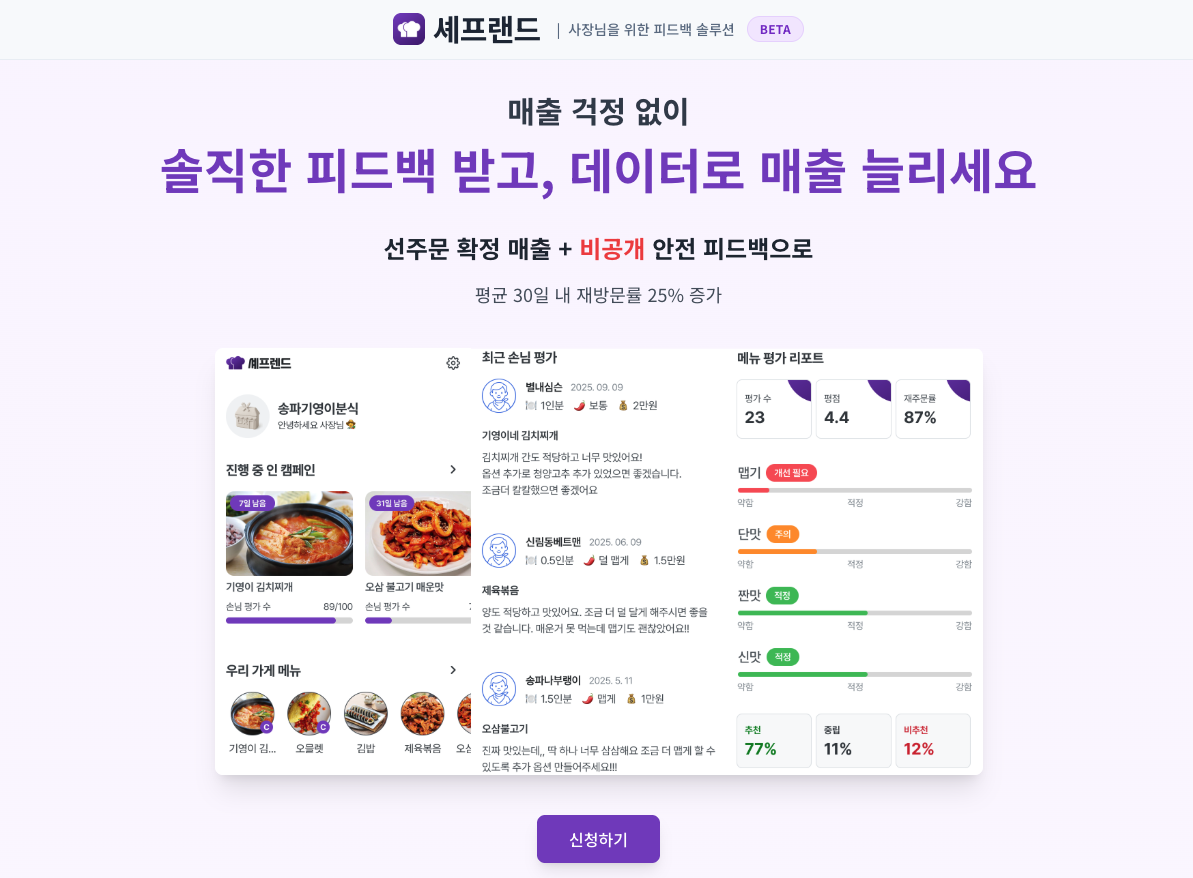 셰프랜드 | 사장님을 위한 피드백 솔루션 BETA
매출 걱정 없이
솔직한 피드백 받고, 데이터로 매출 늘리세요
선주문 확정 매출 + 비공개 안전 피드백으로
평균 30일 내 재방문률 25% 증가
셰프렌드
송파기영이분식
안녕하세요 사장님
진행 중 인 캠페인
7일 남음
31일 남음
기영이 김치찌개
오삼 불고기 매운맛
손님 평가 수 89/100
손님 평가 수
우리 가게 메뉴
C
C
기영이 김...
오믈렛
김밥
제육볶음
오삼
최근 손님 평가
별내심슨 2025. 09. 09
1인분 보통 2만원
기영이네 김치찌개
김치찌개 간도 적당하고 너무 맛있어요!
옵션 추가로 청양고추 추가 있었으면 좋겠습니다.
조금더 칼칼했으면 좋겠어요
신림동베트맨 2025. 06. 09
0.5인분 덜 맵게 1.5만원
제육볶음
양도 적당하고 맛있어요. 조금 더 덜 달게 해주시면 좋을
것 같습니다. 매운거 못 먹는데 맵기도 괜찮았어요!!
송파나부랭이 2025. 5. 11
1.5인분 맵게 1만원
오삼불고기
진짜 맛있는데,, 딱 하나 너무 삼삼해요 조금 더 맵게 할 수
있도록 추가 옵션 만들어주세요!!!
메뉴 평가 리포트
평가 수
23
평점
4.4
재주문률
87%
맵기 개선 필요
약함 적정 강함
단맛 주의
약함 적정 강함
짠맛 적정
약함 적정 강함
신맛 적정
약함 적정 강함
추천
77%
중립
11%
비추천
12%
신청하기